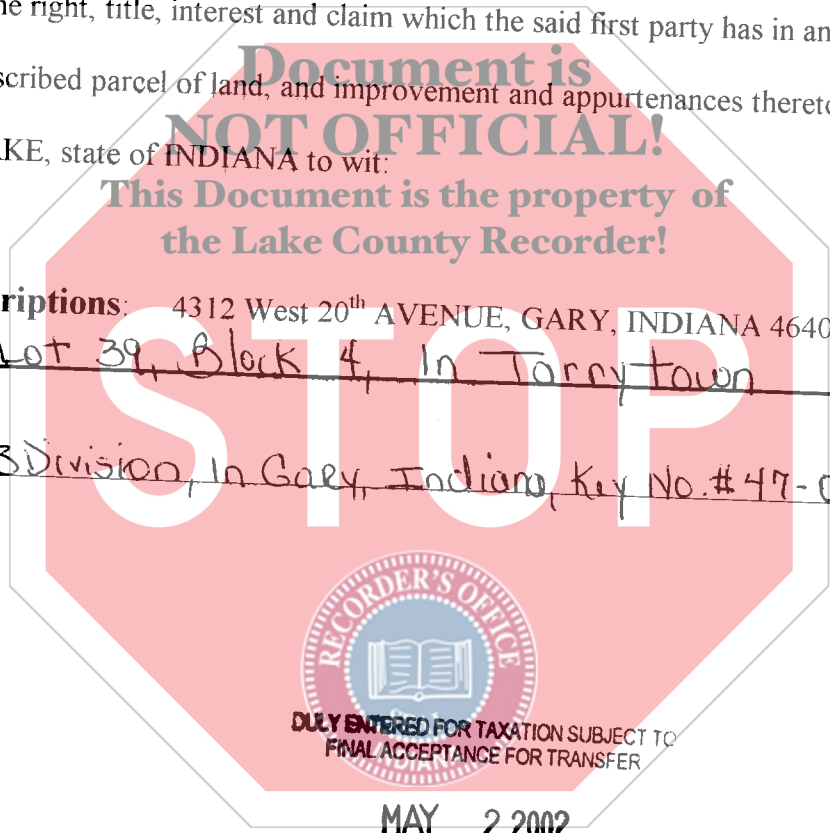 ne right, title, interest and claim which the said first party has in an
Document is
scribed parcel of land, and improvement and appurtenances thereto
NOT OFFICIAL!
KE, state of INDIANA to wit:
This Document is the property of
the Lake County Recorder!
riptions: 4312 West 20th AVENUE, GARY, INDIANA 4640
Lot 39, Block 4, In Tarrytown
STOP
Division, In Gary, Indiana, Key No. # 47-
RECORDER'S OFFICE
DULY ENTERED FOR TAXATION SUBJECT TO
FINAL ACCEPTANCE FOR TRANSFER
INDIANA
MAY 2 2002